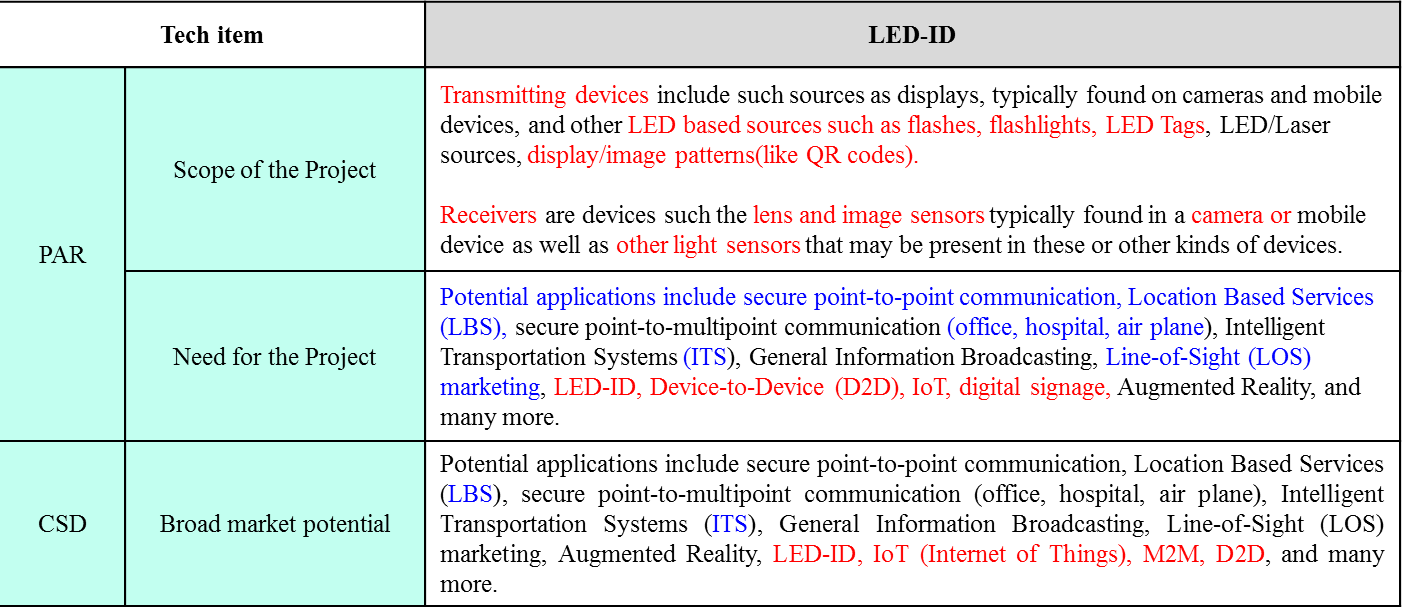 Tech item
LED-ID
PAR
Scope of the Project
Transmitting devices include such sources as displays, typically found on cameras and mobile
devices, and other LED based sources such as flashes, flashlights, LED Tags, LED/Laser
sources, display/image patterns(like QR codes).
Receivers are devices such the lens and image sensors typically found in a camera or mobile
device as well as other light sensors that may be present in these or other kinds of devices.
Need for the Project
Potential applications include secure point-to-point communication, Location Based Services
(LBS), secure point-to-multipoint communication (office, hospital, air plane), Intelligent
Transportation Systems (ITS), General Information Broadcasting, Line-of-Sight (LOS)
marketing, LED-ID, Device-to-Device (D2D), IoT, digital signage, Augmented Reality, and
many more.
CSD
Broad market potential
Potential applications include secure point-to-point communication, Location Based Services
(LBS), secure point-to-multipoint communication (office, hospital, air plane), Intelligent
Transportation Systems (ITS), General Information Broadcasting, Line-of-Sight (LOS)
marketing, Augmented Reality, LED-ID, IoT (Internet of Things), M2M, D2D, and many
more.